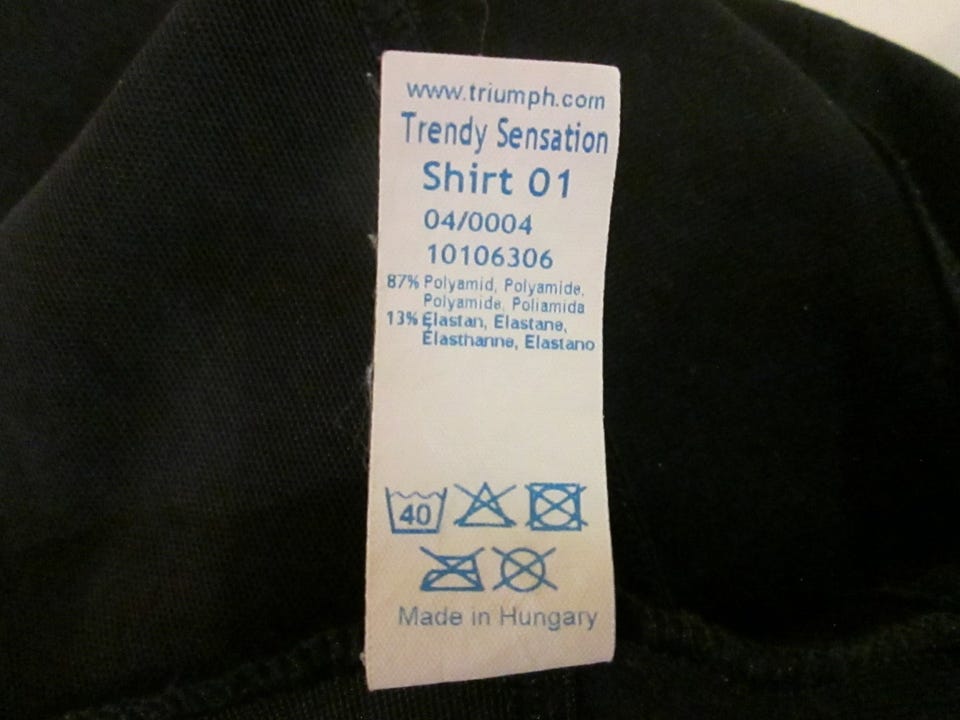 www.triumph.com
Trendy Sensation
Shirt 01
04/0004
10106306
87% Polyamid, Polyamide,
Polyamide, Poliamida
13% Elastan, Elastane,
Élasthanne, Elastano
40
Made in Hungary